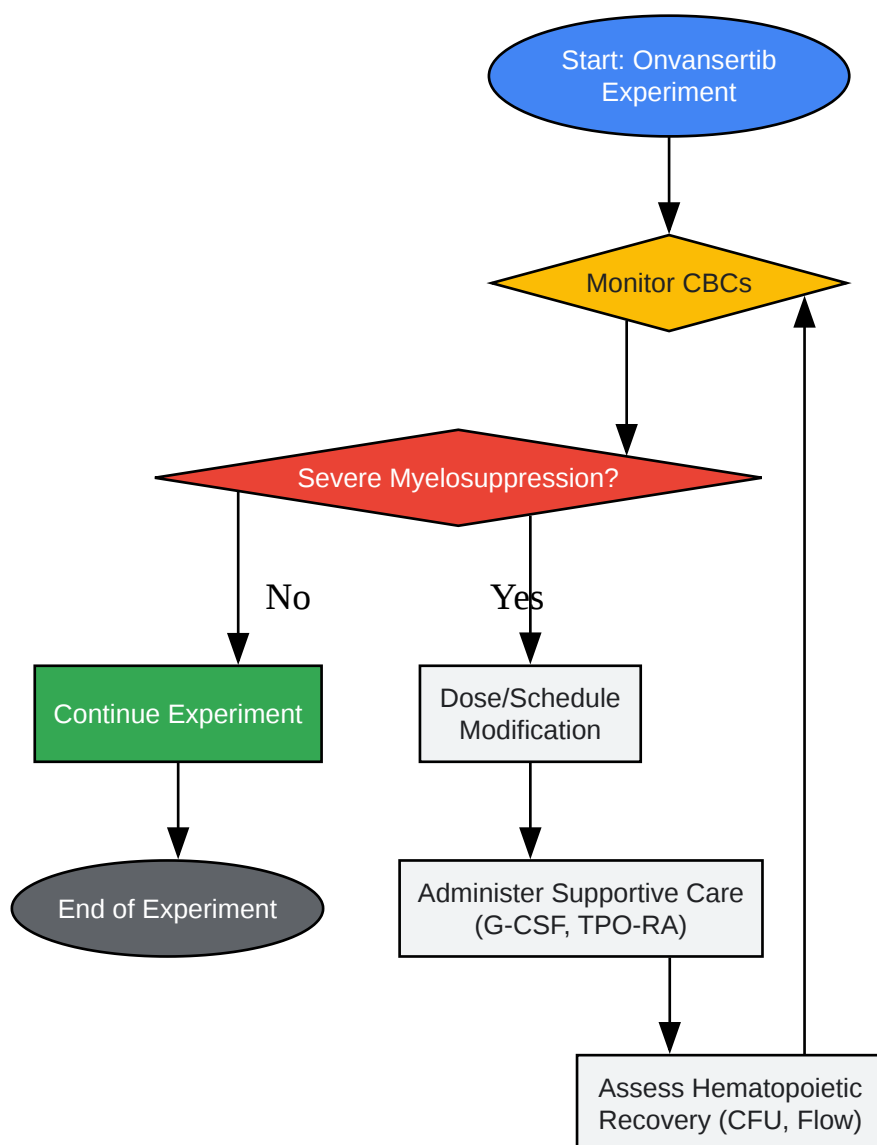 Start: Onvansertib
Experiment
Monitor CBCs
Severe Myelosuppression?
No
Yes
Continue Experiment
Dose/Schedule
Modification
End of Experiment
Administer Supportive Care
(G-CSF, TPO-RA)
Assess Hematopoietic
Recovery (CFU, Flow)